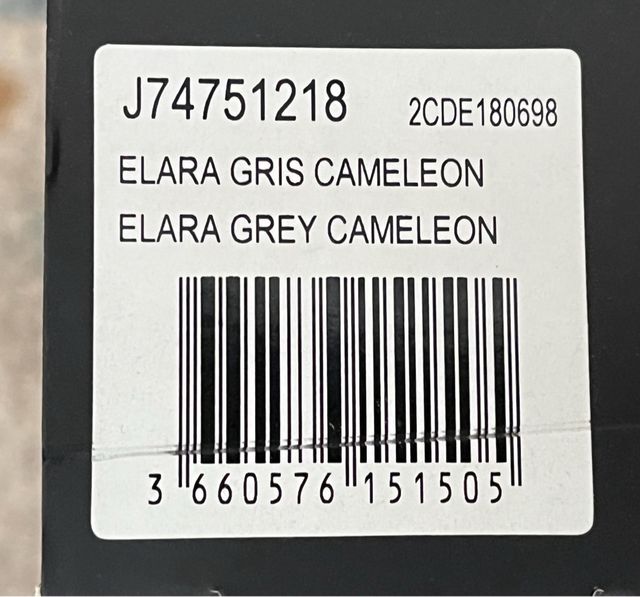 J74751218 2CDE180698
ELARA GRIS CAMELEON
ELARA GREY CAMELEON
3 660576 151505